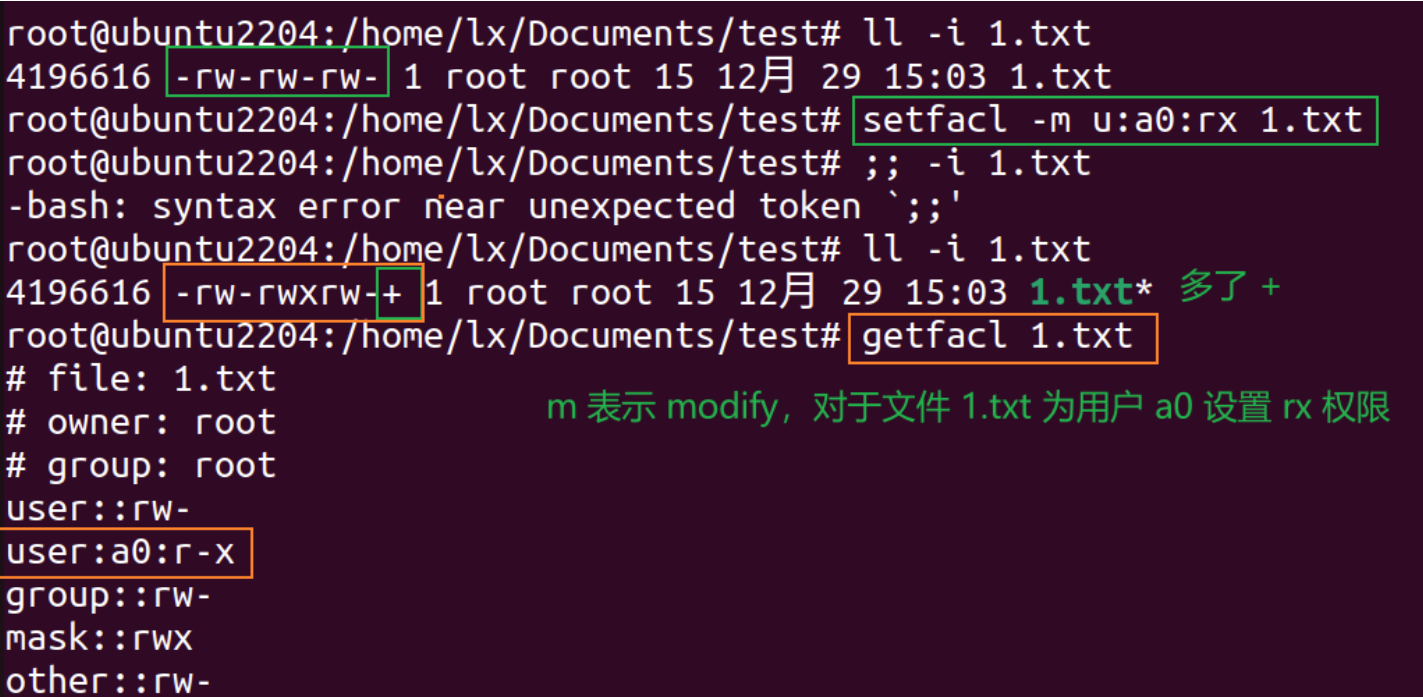 root@ubuntu2204:/home/lx/Documents/test# ll -i 1.txt
4196616 -rw-rw-rw- 1 root root 15 12月 29 15:03 1.txt
root@ubuntu2204:/home/lx/Documents/test# setfacl -m u:a0:rx 1.txt
root@ubuntu2204:/home/lx/Documents/test# ;; -i 1.txt
-bash: syntax error near unexpected token `;;'
root@ubuntu2204:/home/lx/Documents/test# ll -i 1.txt
4196616 -rw-rwxrw-+ 1 root root 15 12月 29 15:03 1.txt* 多了 +
root@ubuntu2204:/home/lx/Documents/test# getfacl 1.txt
# file: 1.txt
m 表示 modify，对于文件 1.txt 为用户 a0 设置 rx 权限
# owner: root
# group: root
user::rw-
user:a0:r-x
group::rw-
mask::rwx
other::rw-